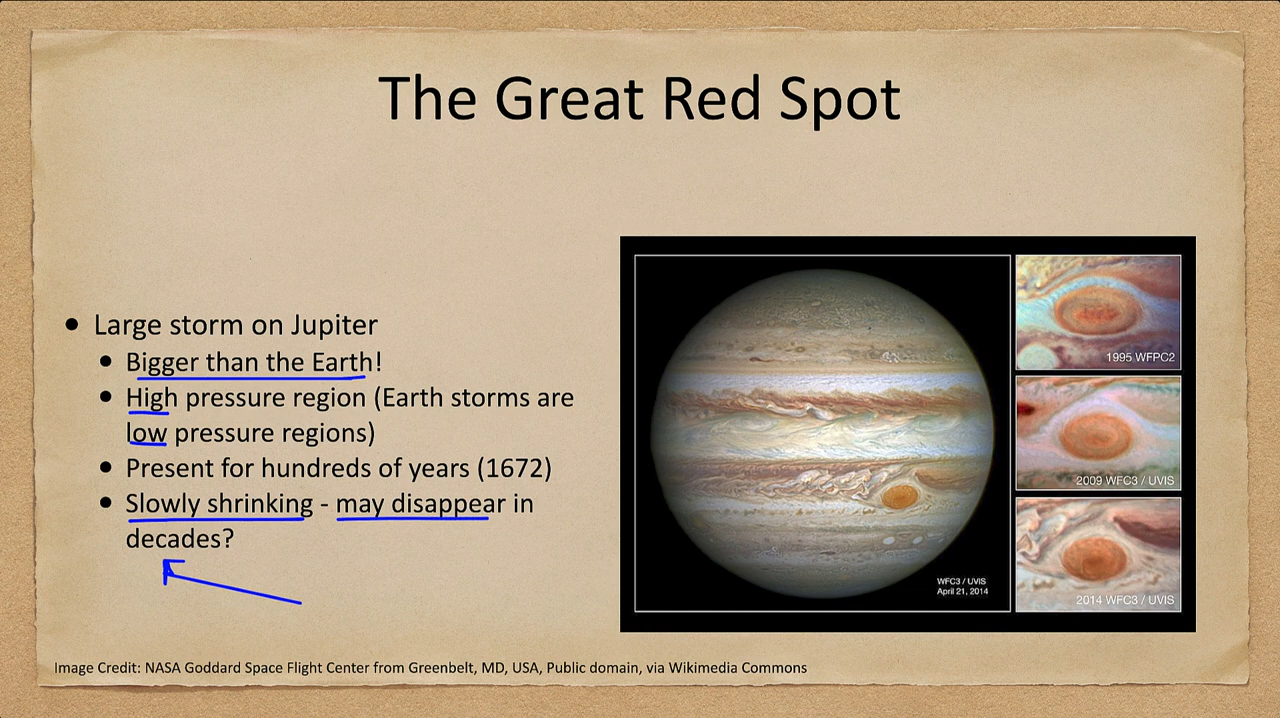 The Great Red Spot
• Large storm on Jupiter
• Bigger than the Earth!
• High pressure region (Earth storms are
low pressure regions)
• Present for hundreds of years (1672)
• Slowly shrinking - may disappear in
decades?
WFC3 / UVIS
April 21, 2014
1995 WFPC2
2009 WFC3 / UVIS
2014 WFC3 / UVIS
Image Credit: NASA Goddard Space Flight Center from Greenbelt, MD, USA, Public domain, via Wikimedia Commons